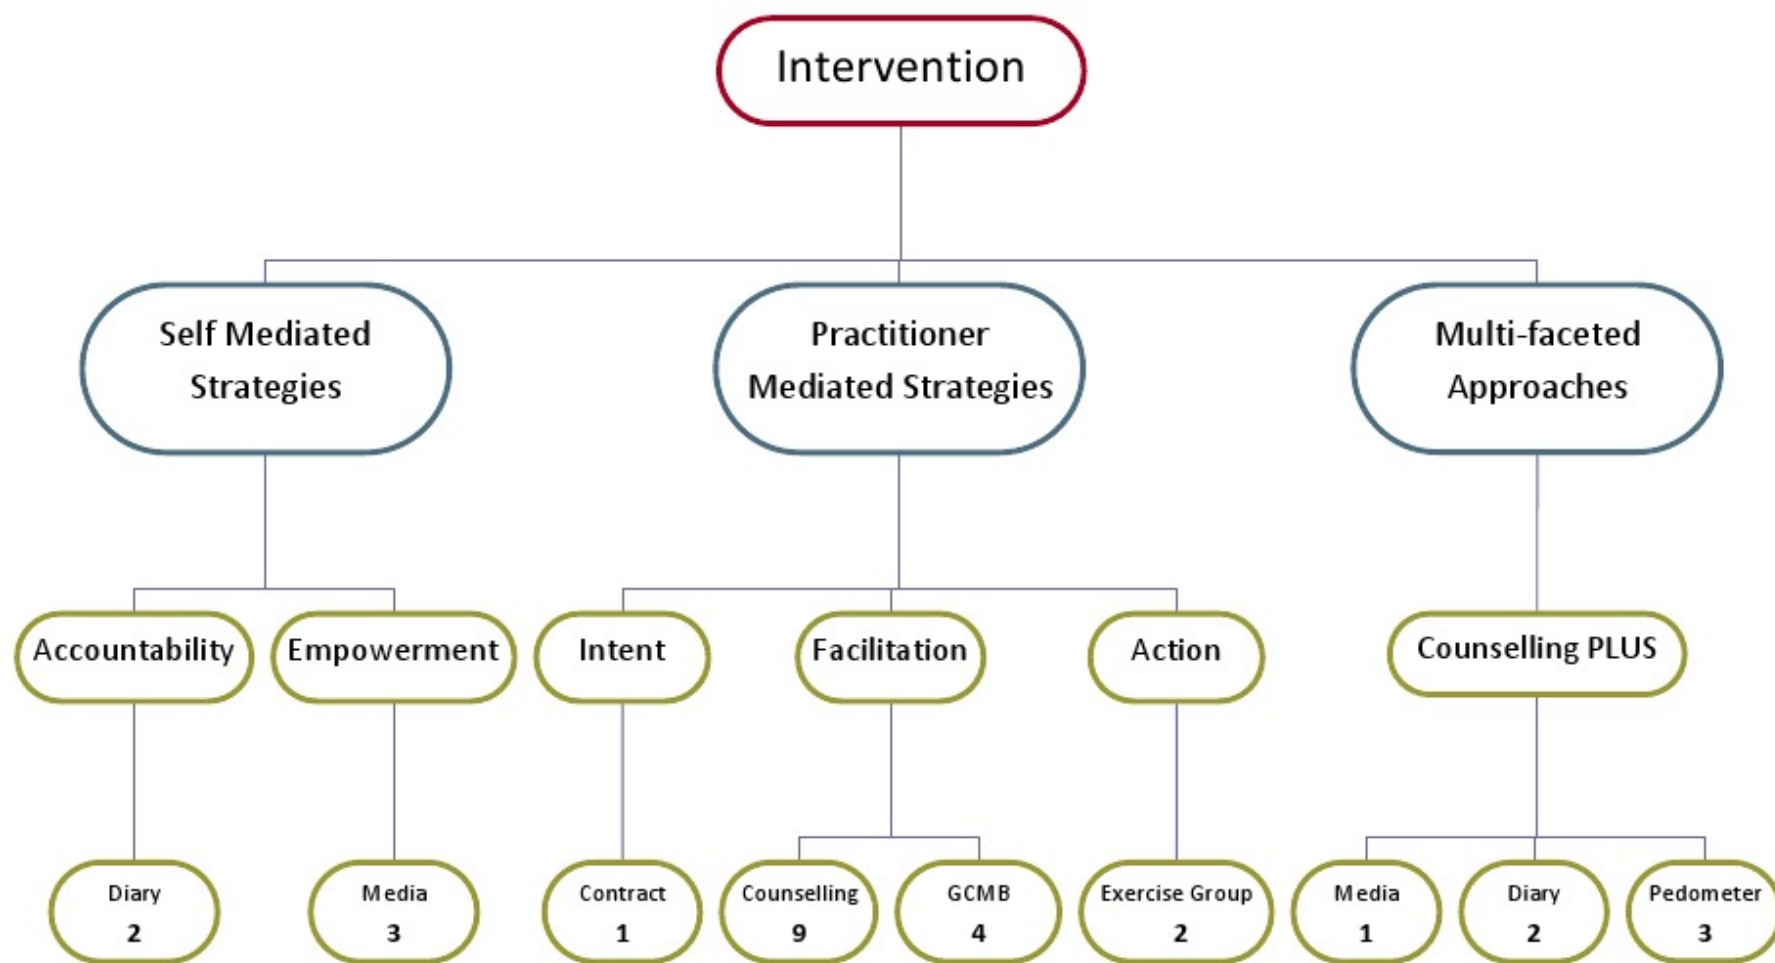 Intervention
Self Mediated
Strategies
Practitioner
Mediated Strategies
Multi-faceted
Approaches
Accountability
Empowerment
Intent
Facilitation
Action
Counselling PLUS
Diary
2
Media
3
Contract
1
Counselling
9
GCMB
4
Exercise Group
2
Media
1
Diary
2
Pedometer
3